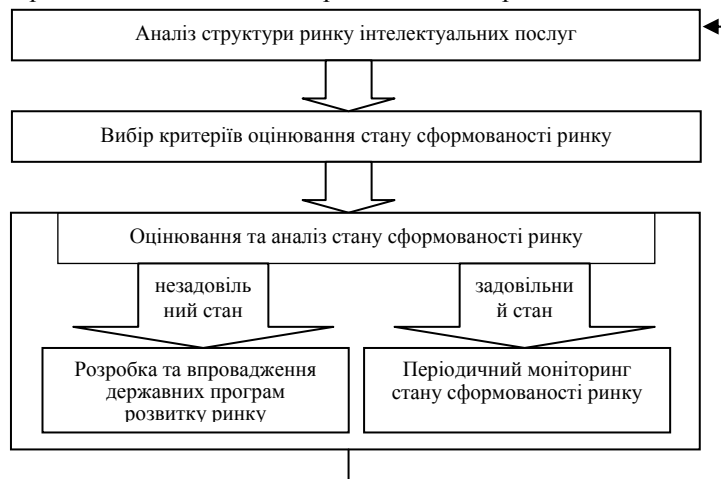 Аналіз структури ринку інтелектуальних послуг
Вибір критеріїв оцінювання стану сформованості ринку
Оцінювання та аналіз стану сформованості ринку
незадовіль
ний стан
задовільни
й стан
Розробка та впровадження
державних програм
розвитку ринку
Періодичний моніторинг
стану сформованості ринку